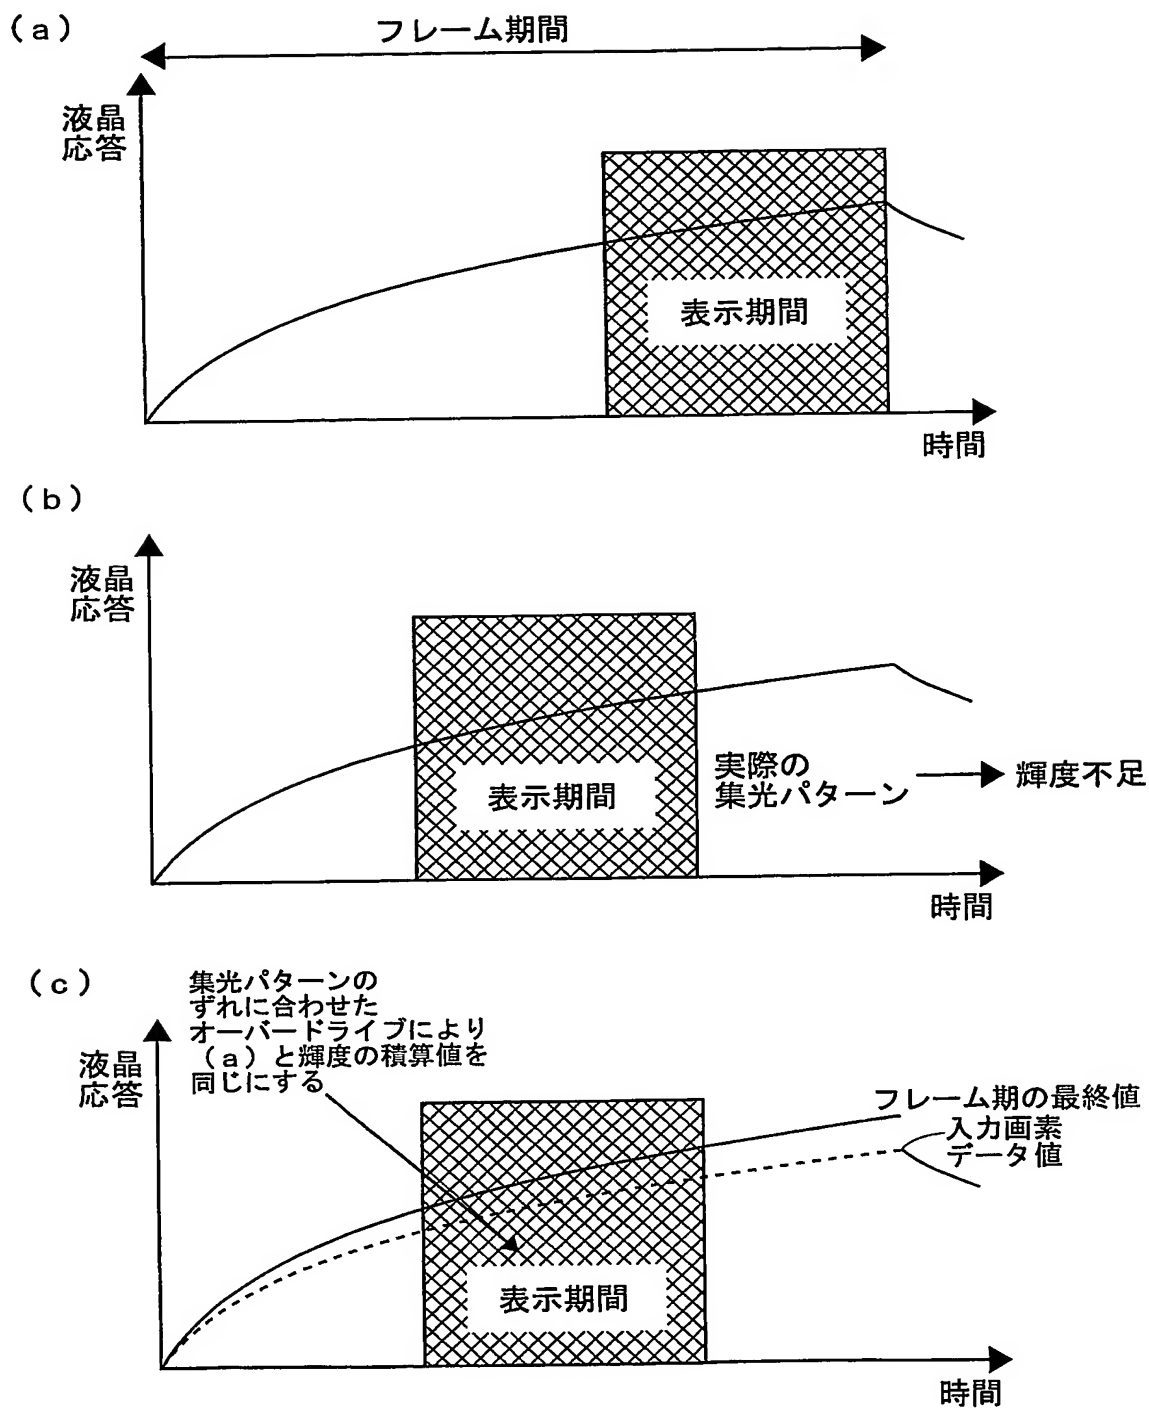 (a)
フレーム期間
液晶
応答
表示期間
時間
(b)
液晶
応答
表示期間
実際の
集光パターン
輝度不足
時間
(c)
集光パターンの
ずれに合わせた
オーバードライブにより
(a)と輝度の積算値を
同じにする
液晶
応答
フレーム期の最終値
入力画素
データ値
表示期間
時間